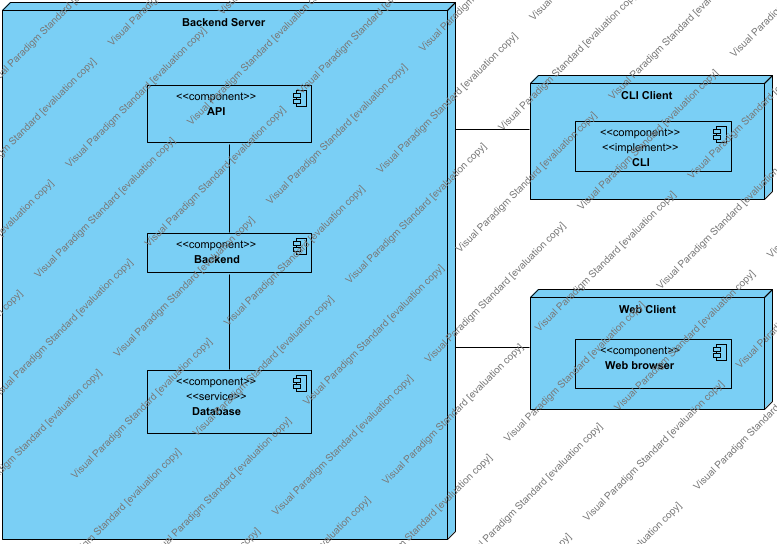 Backend Server
<<component>>
API
<<component>>
Backend
<<component>>
<<service>>
Database
CLI Client
<<component>>
<<implement>>
CLI
Web Client
<<component>>
Web browser
Visual Paradigm Standard [evaluation copy]